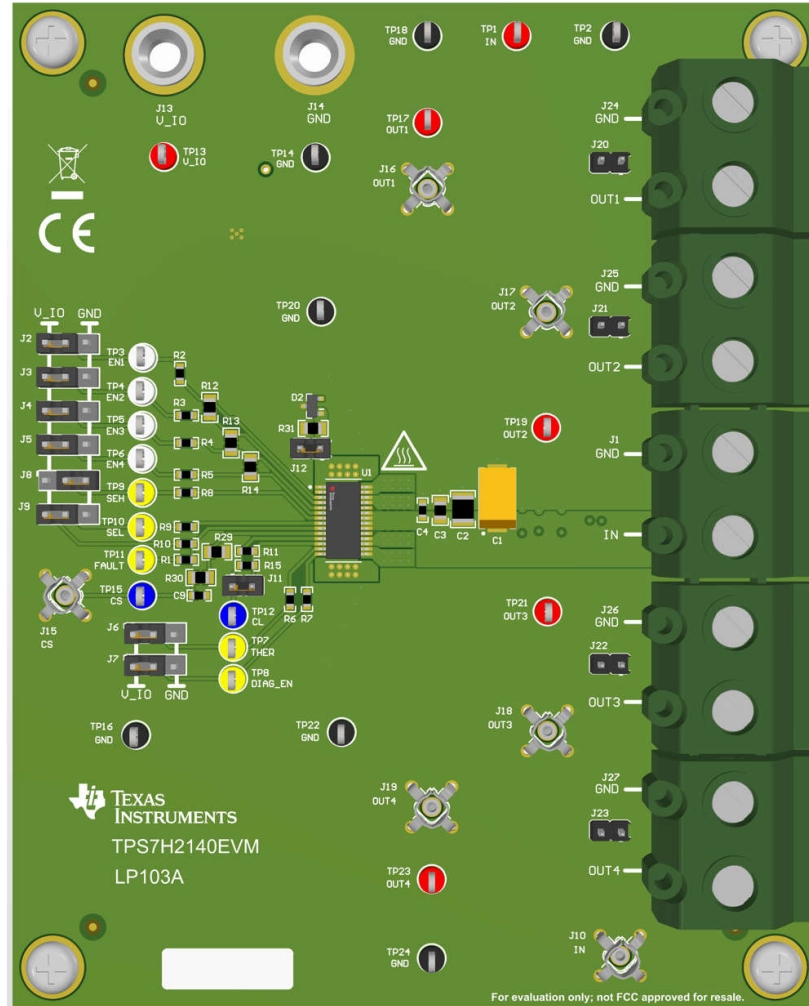 TP18
GND
TP1
IN
TP2
GND
J13
V_IO
J14
GND
TP17
OUT1
J24
GND
TP13
V_IO
TP14
GND
J16
OUT1
J20
OUT1
CE
J25
GND
J17
OUT2
TP20
GND
V_IO
GND
J21
J2
TP3
EN1
R2
OUT2
J3
TP4
EN2
R12
D2
J4
R3
TP5
EN3
R13
R31
TP19
OUT2
J5
R4
TP6
EN4
R14
J12
J1
GND
J8
R5
TP9
SEH
R8
U1
J9
TP10
SEL
R9
C4
C3
C2
C1
IN
R10
R29
TP11
FAULT
R1
R11
R15
TP15
CS
R30
C9
J11
J15
CS
TP12
CL
R6
R7
TP21
OUT3
J26
GND
J6
TP7
THER
J22
J7
TP8
DIAG_EN
V_IO
GND
OUT3
J18
OUT3
TP16
GND
TP22
GND
J19
OUT4
J27
GND
TEXAS
INSTRUMENTS
J23
TPS7H2140EVM
LP103A
TP23
OUT4
OUT4
J10
IN
TP24
GND
For evaluation only; not FCC approved for resale.